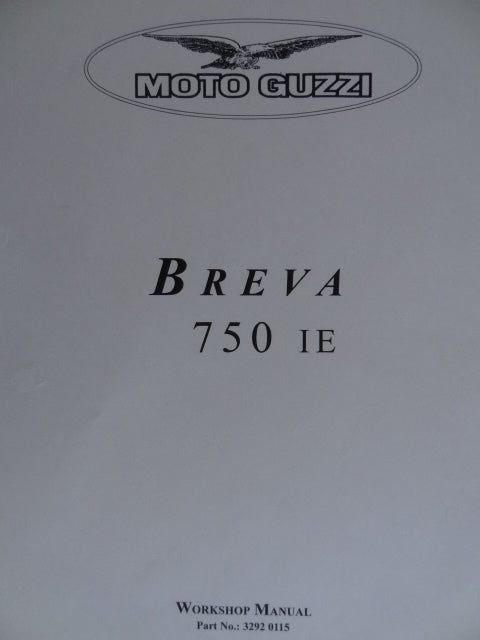 MOTO GUZZI
BREVA
750 IE
WORKSHOP MANUAL
Part No.: 3292 0115